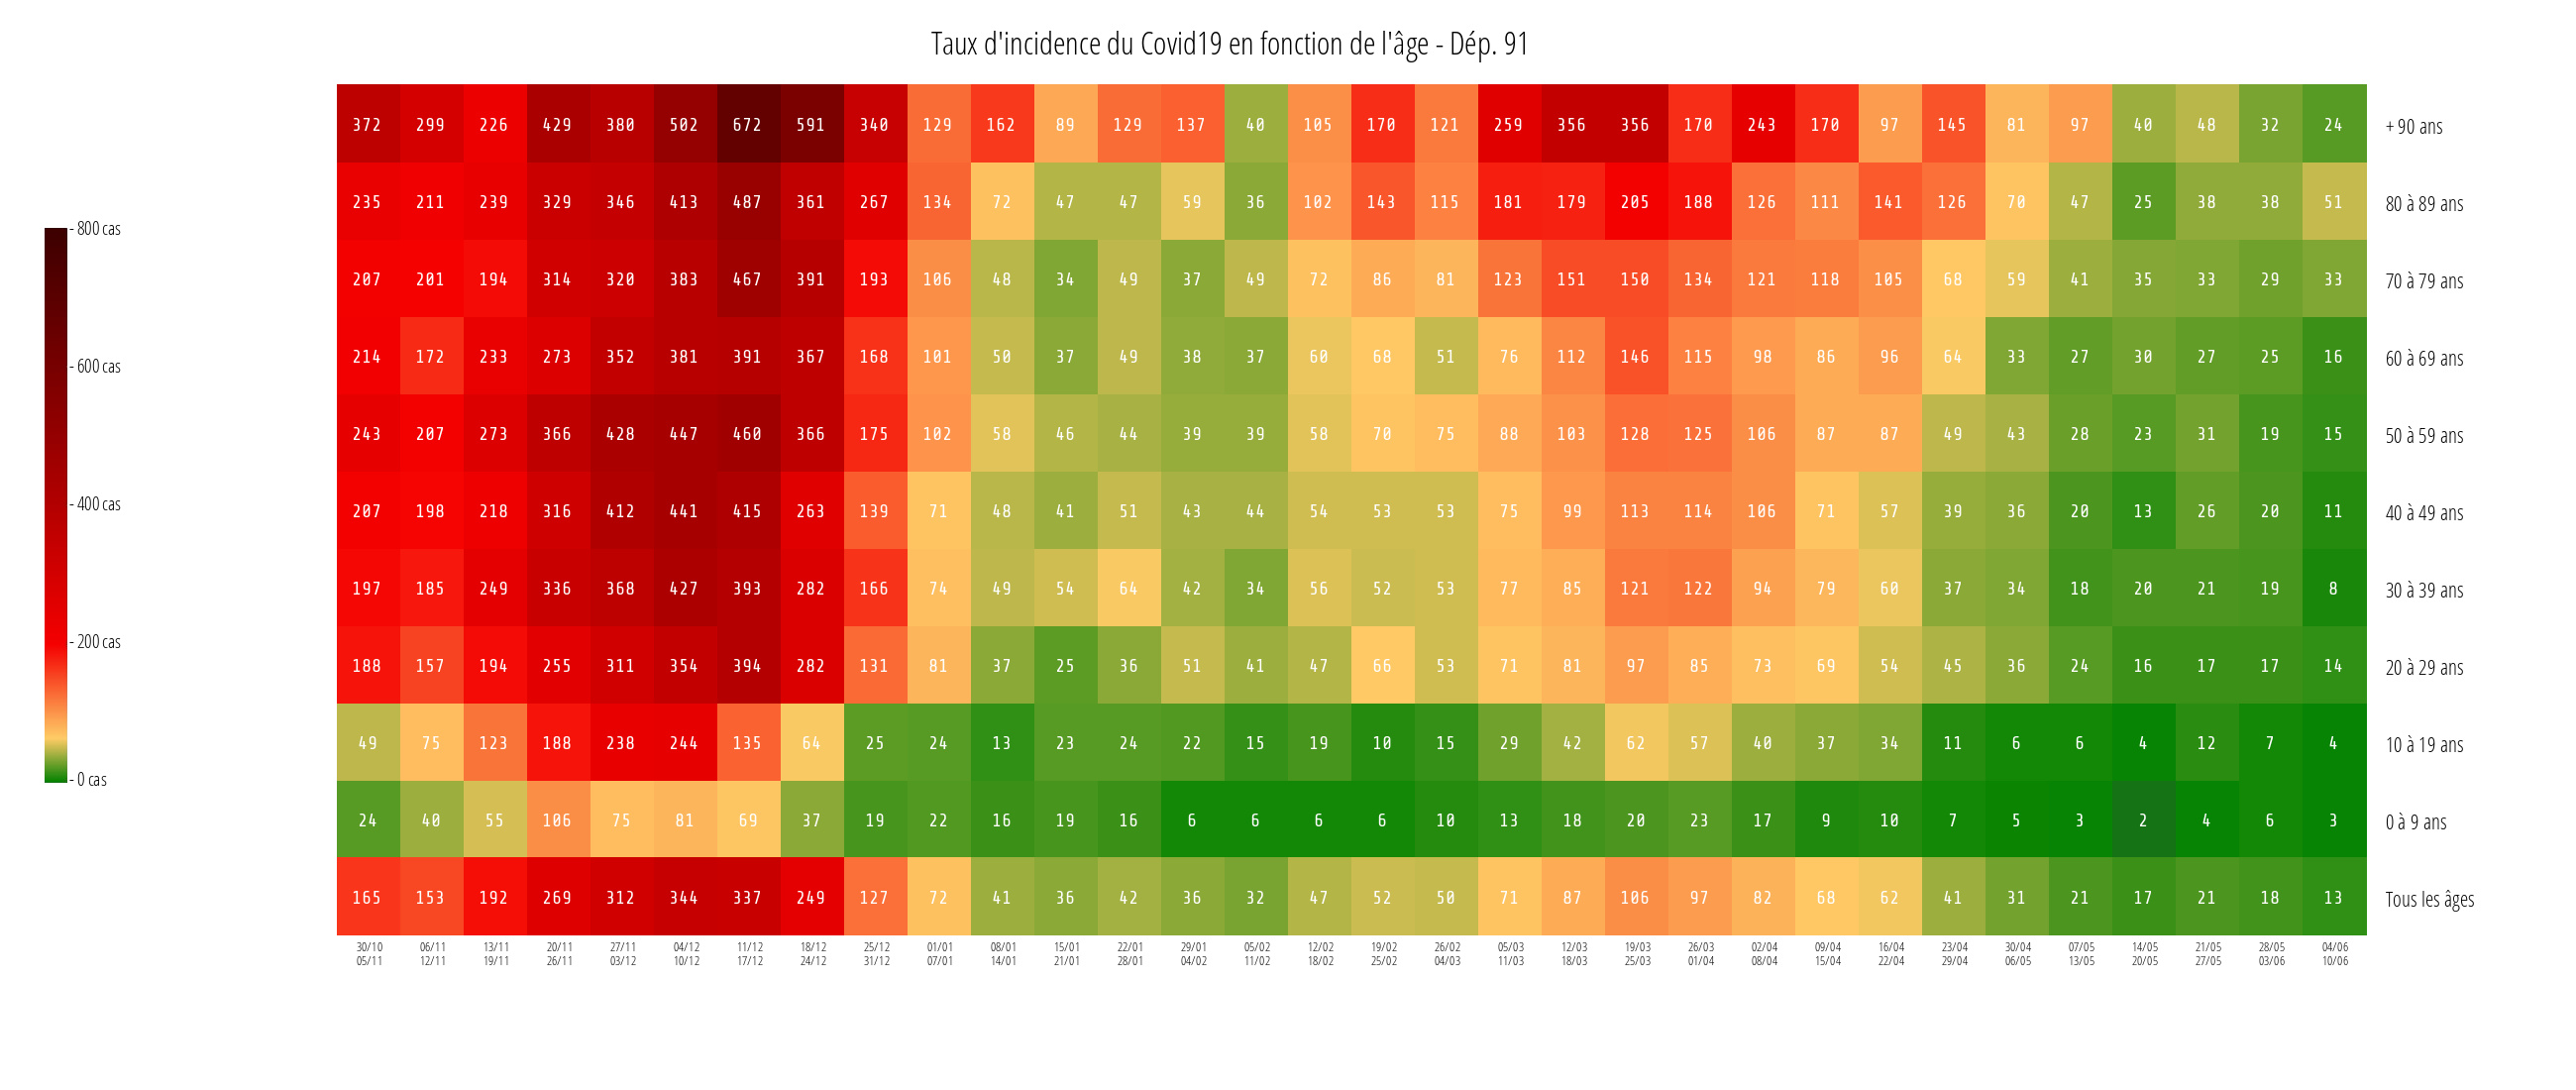 Taux d'incidence du Covid19 en fonction de l'âge - Dép. 91
372 299 226 429 380 502 672 591 340 129 162 89 129 137 40 105 170 121 259 356 356 170 243 170 97 145 81 97 40 48 32 24 + 90 ans
235 211 239 329 346 413 487 361 267 134 72 47 47 59 36 102 143 115 181 179 205 188 126 111 141 126 70 47 25 38 38 51 80 à 89 ans
207 201 194 314 320 383 467 391 193 106 48 34 49 37 49 72 86 81 123 151 150 134 121 118 105 68 59 41 35 33 29 33 70 à 79 ans
214 172 233 273 352 381 391 367 168 101 50 37 49 38 37 60 68 51 76 112 146 115 98 86 96 64 33 27 30 27 25 16 60 à 69 ans
243 207 273 366 428 447 460 366 175 102 58 46 44 39 39 58 70 75 88 103 128 125 106 87 87 49 43 28 23 31 19 15 50 à 59 ans
207 198 218 316 412 441 415 263 139 71 48 41 51 43 44 54 53 53 75 99 113 114 106 71 57 39 36 20 13 26 20 11 40 à 49 ans
197 185 249 336 368 427 393 282 166 74 49 54 64 42 34 56 52 53 77 85 121 122 94 79 60 37 34 18 20 21 19 8 30 à 39 ans
188 157 194 255 311 354 394 282 131 81 37 25 36 51 41 47 66 53 71 81 97 85 73 69 54 45 36 24 16 17 17 14 20 à 29 ans
49 75 123 188 238 244 135 64 25 24 13 23 24 22 15 19 10 15 29 42 62 57 40 37 34 11 6 6 4 12 7 4 10 à 19 ans
24 40 55 106 75 81 69 37 19 22 16 19 16 6 6 6 6 10 13 18 20 23 17 9 10 7 5 3 2 4 6 3 0 à 9 ans
165 153 192 269 312 344 337 249 127 72 41 36 42 36 32 47 52 50 71 87 106 97 82 68 62 41 31 21 17 21 18 13 Tous les âges
30/10 06/11 13/11 20/11 27/11 04/12 11/12 18/12 25/12 01/01 08/01 15/01 22/01 29/01 05/02 12/02 19/02 26/02 05/03 12/03 19/03 26/03 02/04 09/04 16/04 23/04 30/04 07/05 14/05 21/05 28/05 04/06
05/11 12/11 19/11 26/11 03/12 10/12 17/12 24/12 31/12 07/01 14/01 21/01 28/01 04/02 11/02 18/02 25/02 04/03 11/03 18/03 25/03 01/04 08/04 15/04 22/04 29/04 06/05 13/05 20/05 27/05 03/06 10/06
- 800 cas
- 600 cas
- 400 cas
- 200 cas
- 0 cas